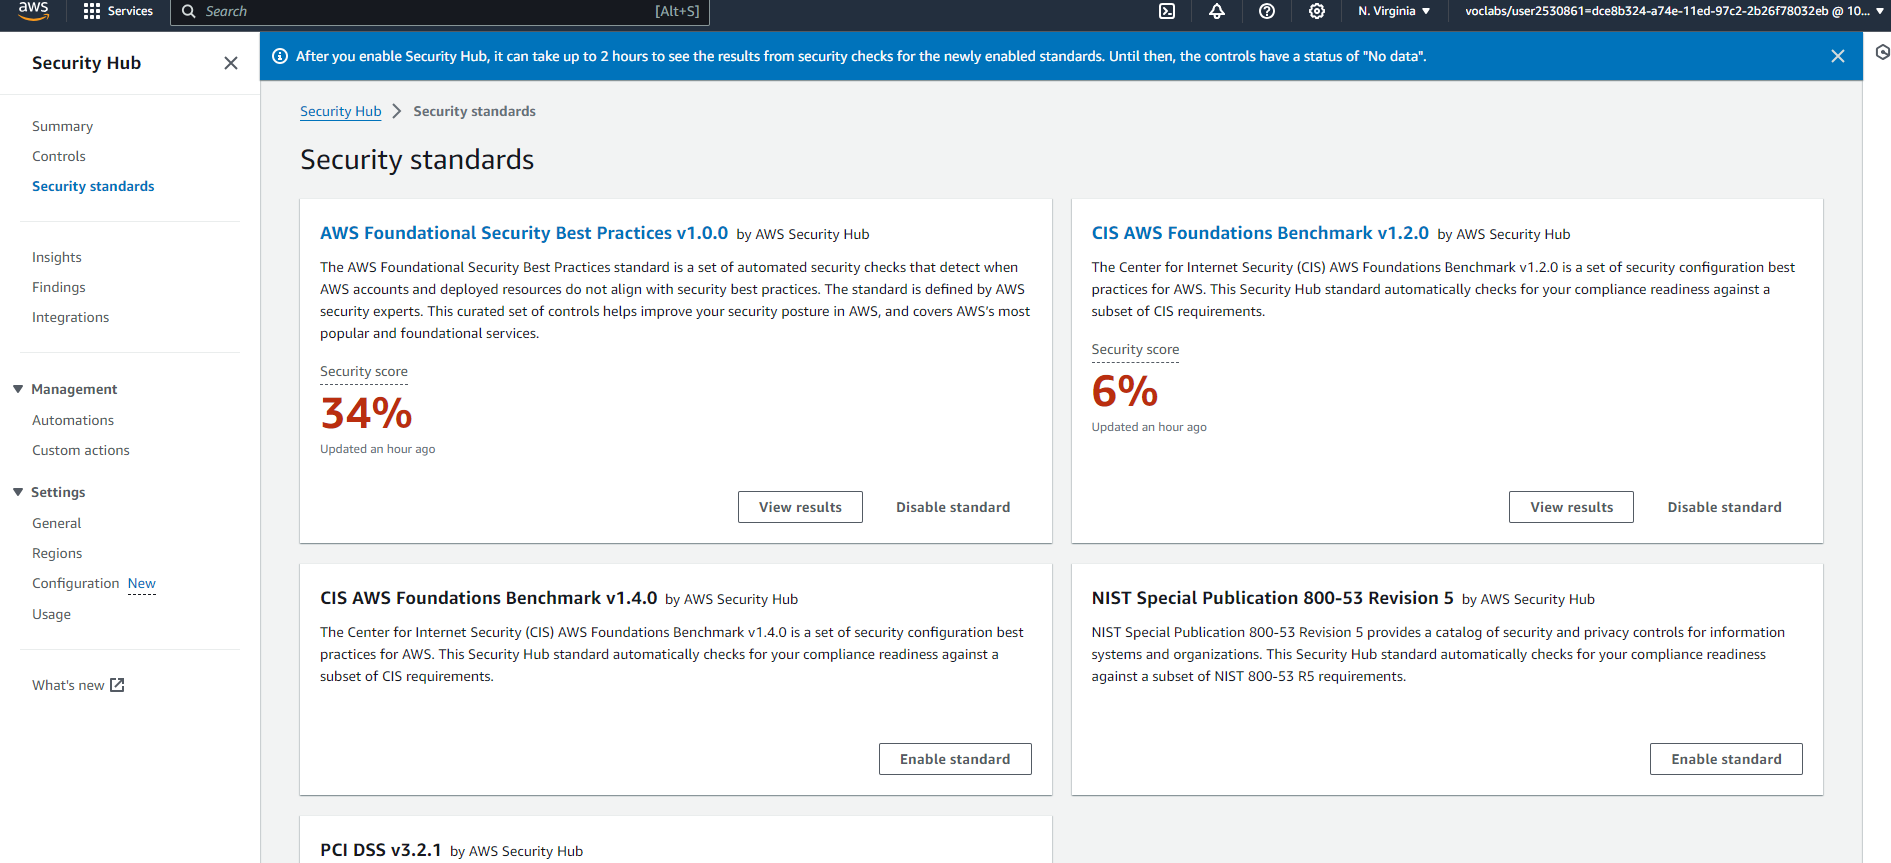 aws
Services
Search
[Alt+S]
N. Virginia
voclabs/user2530861=dce8b324-a74e-11ed-97c2-2b26f78032eb @ 10...
Security Hub
After you enable Security Hub, it can take up to 2 hours to see the results from security checks for the newly enabled standards. Until then, the controls have a status of "No data".
Summary
Controls
Security standards
Insights
Findings
Integrations
Management
Automations
Custom actions
Settings
General
Regions
Configuration New
Usage
What's new
Security Hub > Security standards
Security standards
AWS Foundational Security Best Practices v1.0.0 by AWS Security Hub
The AWS Foundational Security Best Practices standard is a set of automated security checks that detect when
AWS accounts and deployed resources do not align with security best practices. The standard is defined by AWS
security experts. This curated set of controls helps improve your security posture in AWS, and covers AWS's most
popular and foundational services.
Security score
34%
Updated an hour ago
View results
Disable standard
CIS AWS Foundations Benchmark v1.2.0 by AWS Security Hub
The Center for Internet Security (CIS) AWS Foundations Benchmark v1.2.0 is a set of security configuration best
practices for AWS. This Security Hub standard automatically checks for your compliance readiness against a
subset of CIS requirements.
Security score
6%
Updated an hour ago
View results
Disable standard
CIS AWS Foundations Benchmark v1.4.0 by AWS Security Hub
The Center for Internet Security (CIS) AWS Foundations Benchmark v1.4.0 is a set of security configuration best
practices for AWS. This Security Hub standard automatically checks for your compliance readiness against a
subset of CIS requirements.
Enable standard
NIST Special Publication 800-53 Revision 5 by AWS Security Hub
NIST Special Publication 800-53 Revision 5 provides a catalog of security and privacy controls for information
systems and organizations. This Security Hub standard automatically checks for your compliance readiness
against a subset of NIST 800-53 R5 requirements.
Enable standard
PCI DSS v3.2.1 by AWS Security Hub